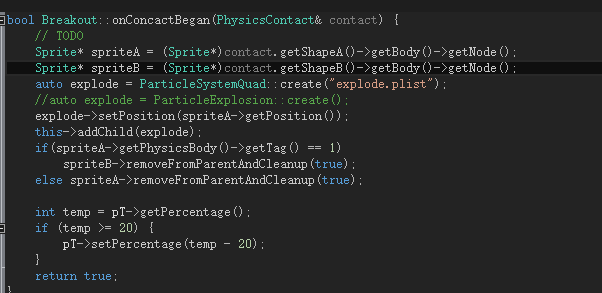 bool Breakout::onConcactBegan(PhysicsContact& contact) {
// TODO
Sprite* spriteA = (Sprite*)contact.getShapeA()->getBody()->getNode();
Sprite* spriteB = (Sprite*)contact.getShapeB()->getBody()->getNode();
auto explode = ParticleSystemQuad::create("explode.plist");
//auto explode = ParticleExplosion::create();
explode->setPosition(spriteA->getPosition());
this->addChild(explode);
if(spriteA->getPhysicsBody()->getTag() == 1)
spriteB->removeFromParentAndCleanup(true);
else spriteA->removeFromParentAndCleanup(true);
int temp = pT->getPercentage();
if (temp >= 20) {
pT->setPercentage(temp - 20);
}
return true;
}